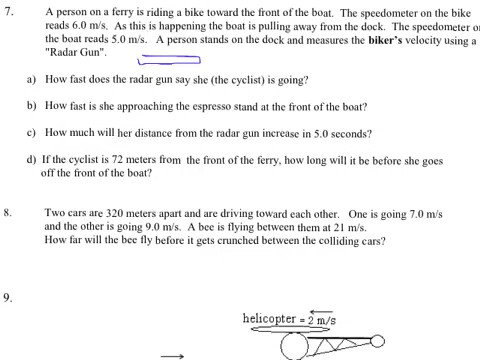 7. A person on a ferry is riding a bike toward the front of the boat. The speedometer on the bike
reads 6.0 m/s. As this is happening the boat is pulling away from the dock. The speedometer on
the boat reads 5.0 m/s. A person stands on the dock and measures the biker's velocity using a
"Radar Gun".
a) How fast does the radar gun say she (the cyclist) is going?
b) How fast is she approaching the espresso stand at the front of the boat?
c) How much will her distance from the radar gun increase in 5.0 seconds?
d) If the cyclist is 72 meters from the front of the ferry, how long will it be before she goes
off the front of the boat?
8. Two cars are 320 meters apart and are driving toward each other. One is going 7.0 m/s
and the other is going 9.0 m/s. A bee is flying between them at 21 m/s.
How far will the bee fly before it gets crunched between the colliding cars?
9.
helicopter = 2 m/s